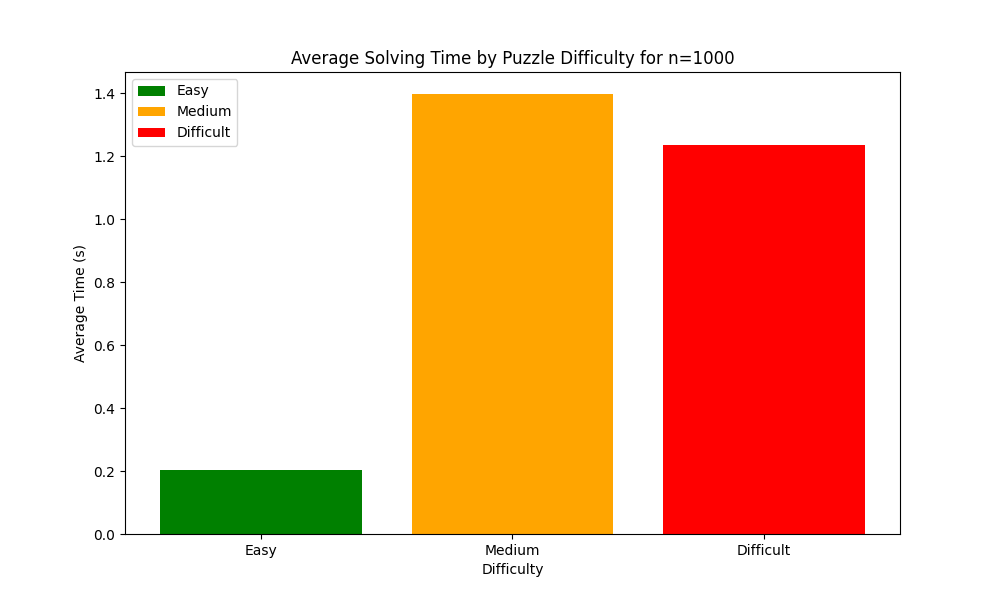 Average Solving Time by Puzzle Difficulty for n=1000
Easy
Medium
Difficult
Average Time (s)
1.4
1.2
1.0
0.8
0.6
0.4
0.2
0.0
Easy Medium Difficult
Difficulty